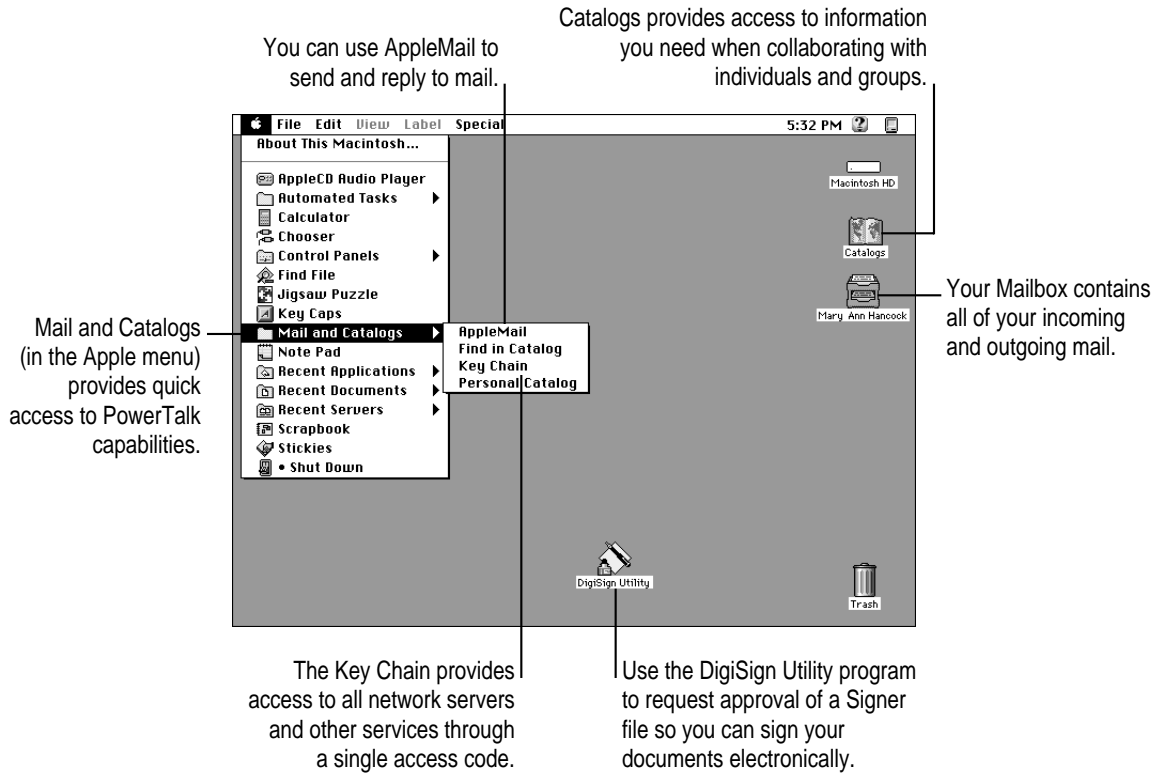 Catalogs provides access to information
you need when collaborating with
individuals and groups.
You can use AppleMail to
send and reply to mail.
File Edit View Label Special 5:32 PM
About This Macintosh...
AppleCD Audio Player
Automated Tasks
Calculator
Chooser
Control Panels
Find File
Jigsaw Puzzle
Key Caps
Mail and Catalogs
Note Pad
Recent Applications
Recent Documents
Recent Servers
Scrapbook
Stickies
• Shut Down
AppleMail
Find in Catalog
Key Chain
Personal Catalog
Macintosh HD
Catalogs
Mary Ann Hancock
DigiSign Utility
Trash
Mail and Catalogs
(in the Apple menu)
provides quick
access to PowerTalk
capabilities.
Your Mailbox contains
all of your incoming
and outgoing mail.
The Key Chain provides
access to all network servers
and other services through
a single access code.
Use the DigiSign Utility program
to request approval of a Signer
file so you can sign your
documents electronically.